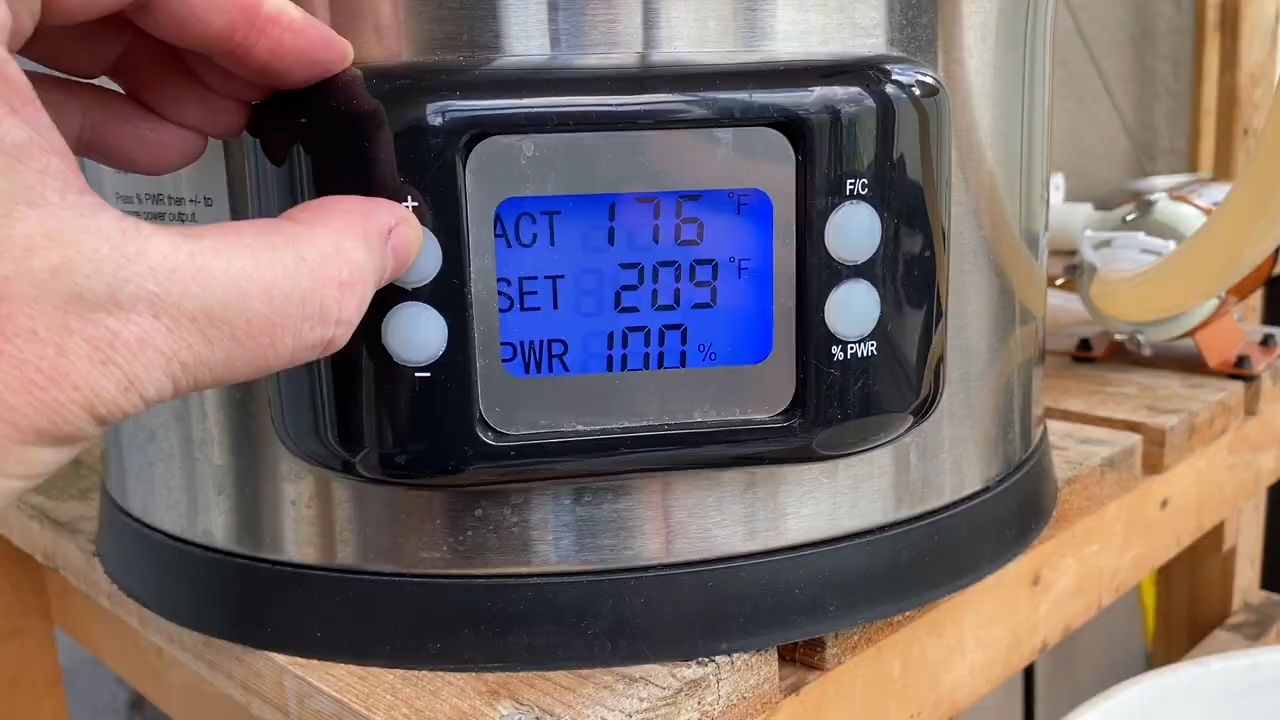 Press % PWR then +/- to
power output.
+
−
ACT 176 °F
SET 209 °F
PWR 100 %
F/C
% PWR